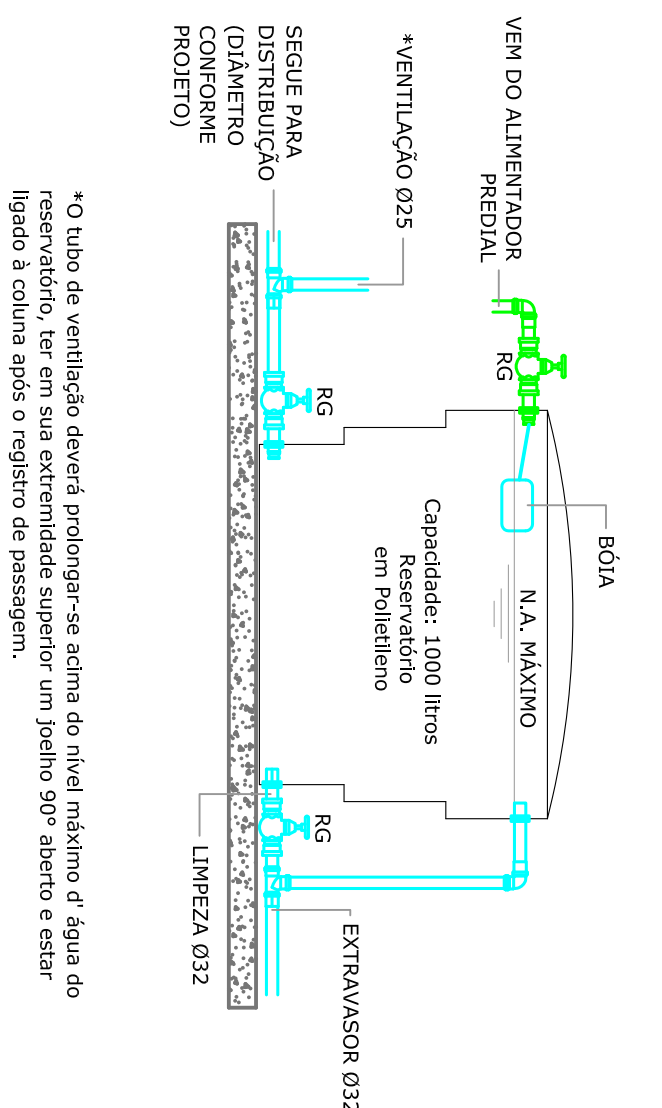 VEM DO ALIMENTADOR
PREDIAL
RG
BÓIA
N.A. MÁXIMO
*VENTILAÇÃO Ø25
Capacidade: 1000 litros
Reservatório
em Polietileno
SEGUE PARA
DISTRIBUIÇÃO
(DIÂMETRO
CONFORME
PROJETO)
RG
RG
EXTRAVASOR Ø32
LIMPEZA Ø32
*O tubo de ventilação deverá prolongar-se acima do nível máximo d' água do
reservatório, ter em sua extremidade superior um joelho 90° aberto e estar
ligado à coluna após o registro de passagem.